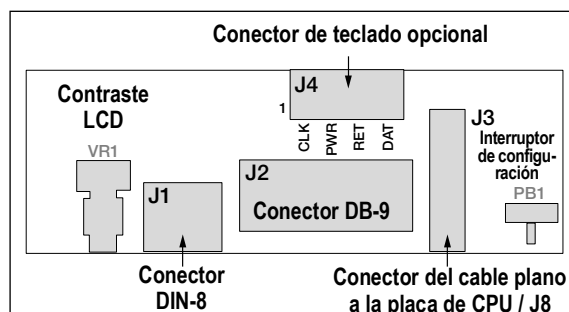 Conector de teclado opcional
Contraste
LCD
VR1
J4
1
CLK
PWR
RET
DAT
J3
Interruptor
de configu-
ración
PB1
J1
J2
Conector DB-9
Conector
DIN-8
Conector del cable plano
a la placa de CPU / J8